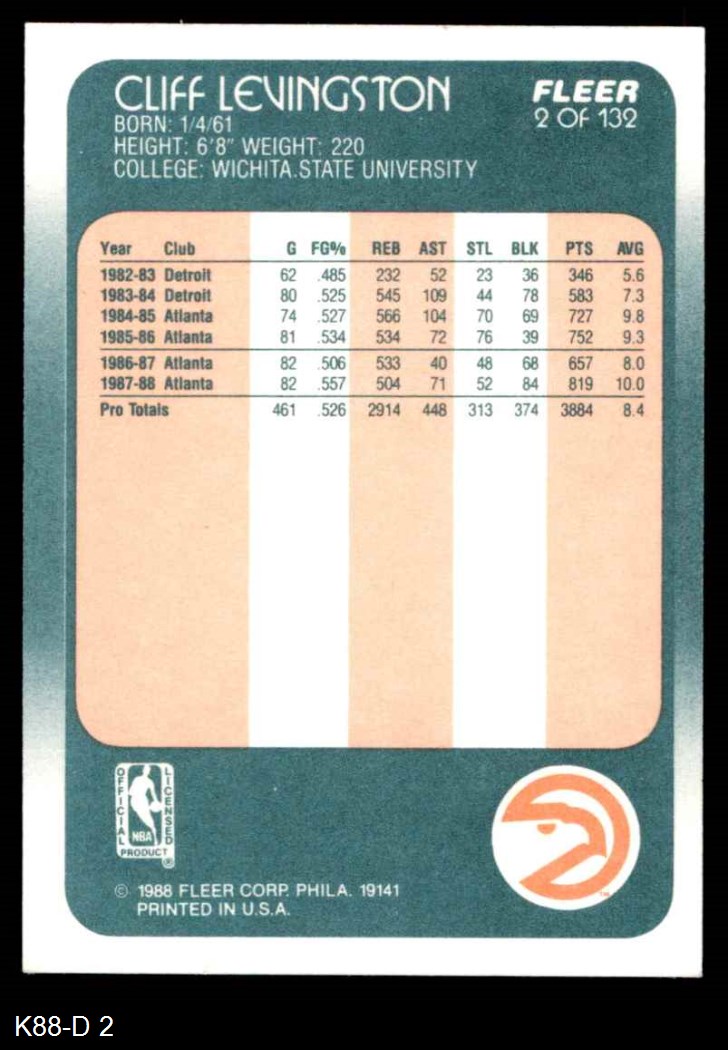 CLIFF LEVINGSTON
BORN: 1/4/61
HEIGHT: 6'8" WEIGHT: 220
COLLEGE: WICHITA.STATE UNIVERSITY
FLEER
2 OF 132
Year Club G FG% REB AST STL BLK PTS AVG
1982-83 Detroit 62 .485 232 52 23 36 346 5.6
1983-84 Detroit 80 .525 545 109 44 78 583 7.3
1984-85 Atlanta 74 .527 566 104 70 69 727 9.8
1985-86 Atlanta 81 .534 534 72 76 39 752 9.3
1986-87 Atlanta 82 .506 533 40 48 68 657 8.0
1987-88 Atlanta 82 .557 504 71 52 84 819 10.0
Pro Totals 461 .526 2914 448 313 374 3884 8.4
OFFICIAL LICENSED
NBA
PRODUCT ®
© 1988 FLEER CORP. PHILA. 19141
PRINTED IN U.S.A.
TM
K88-D 2